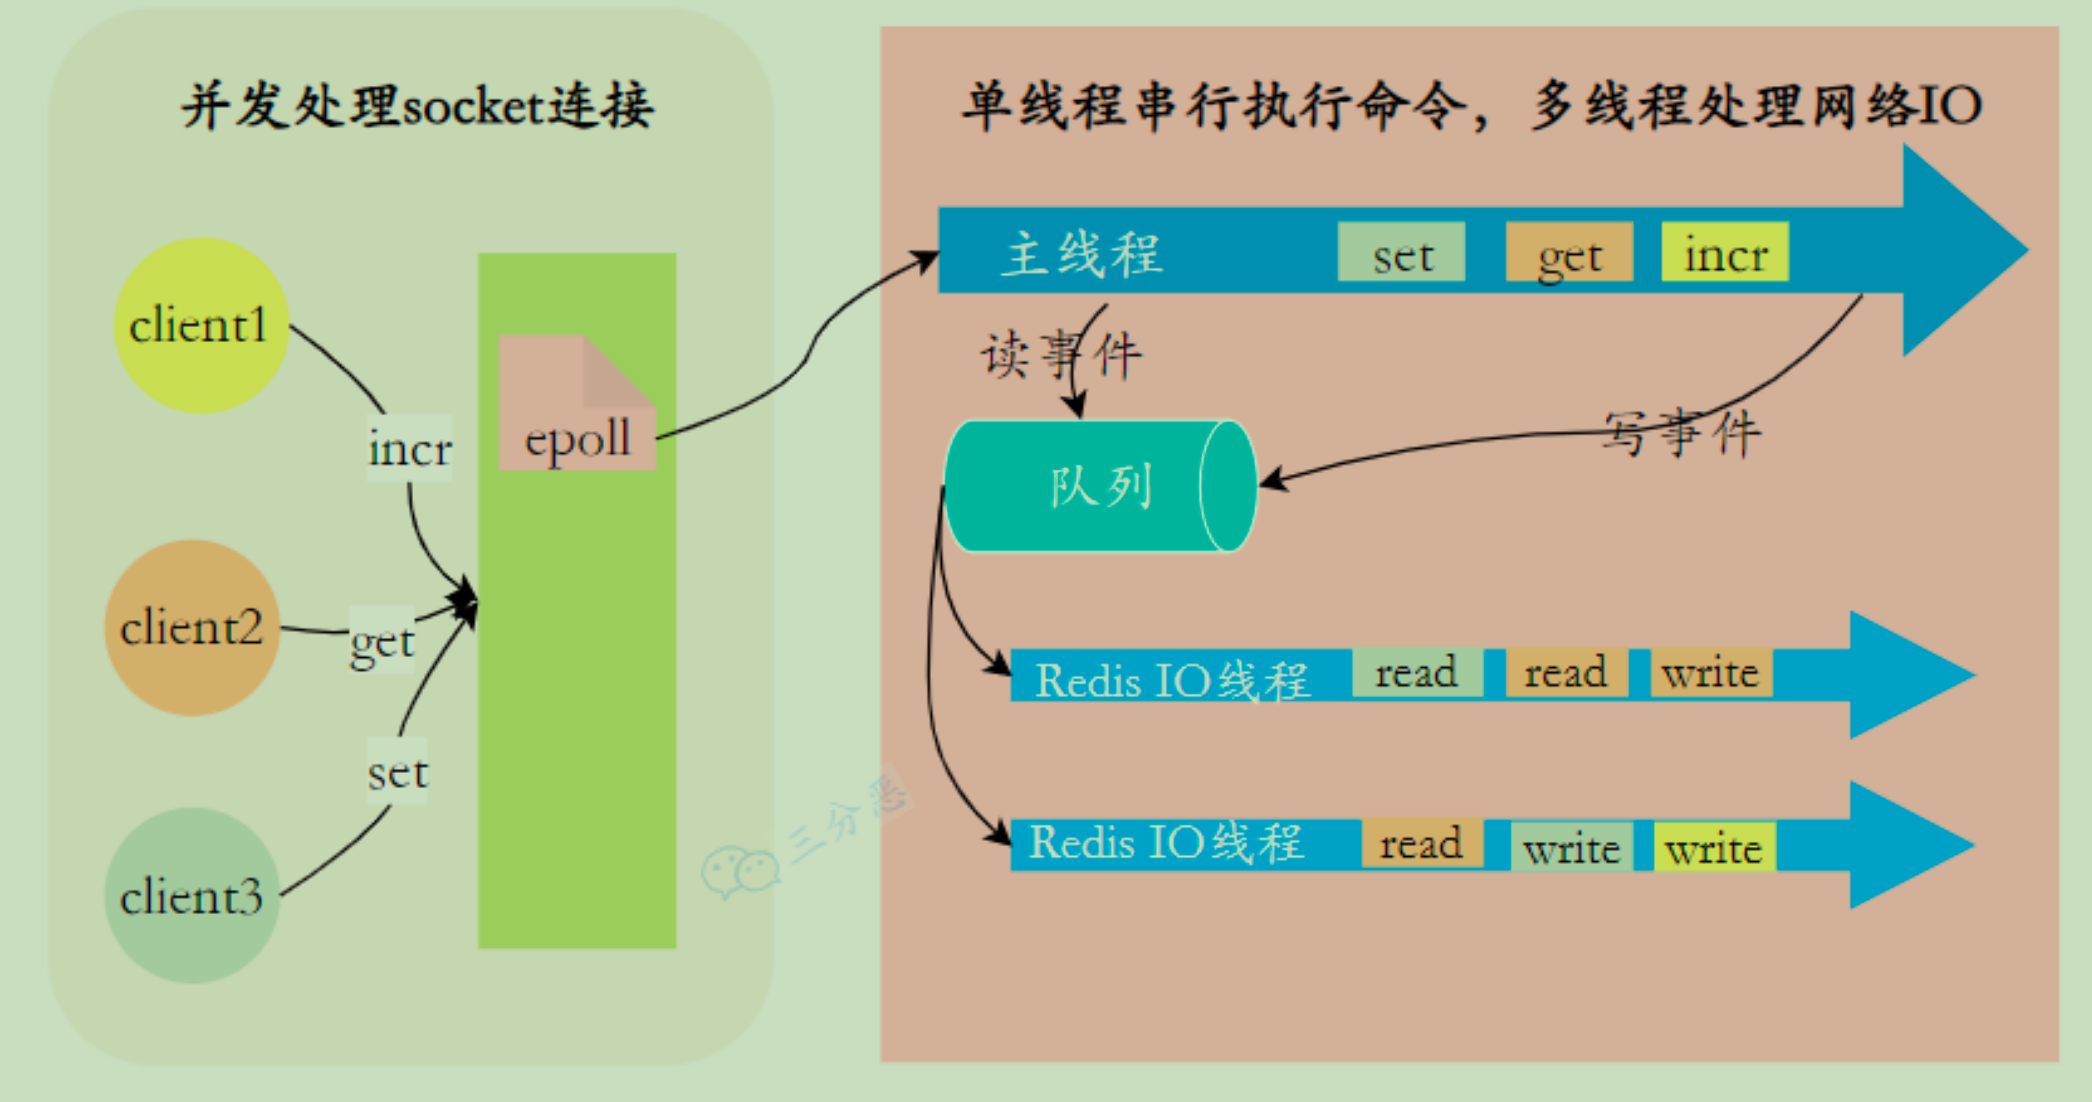 并发处理socket连接
client1
incr
client2
get
client3
set
epoll
单线程串行执行命令，多线程处理网络IO
主线程
set
get
incr
读事件
写事件
队列
Redis IO线程
read
read
write
Redis IO线程
read
write
write
三分恶